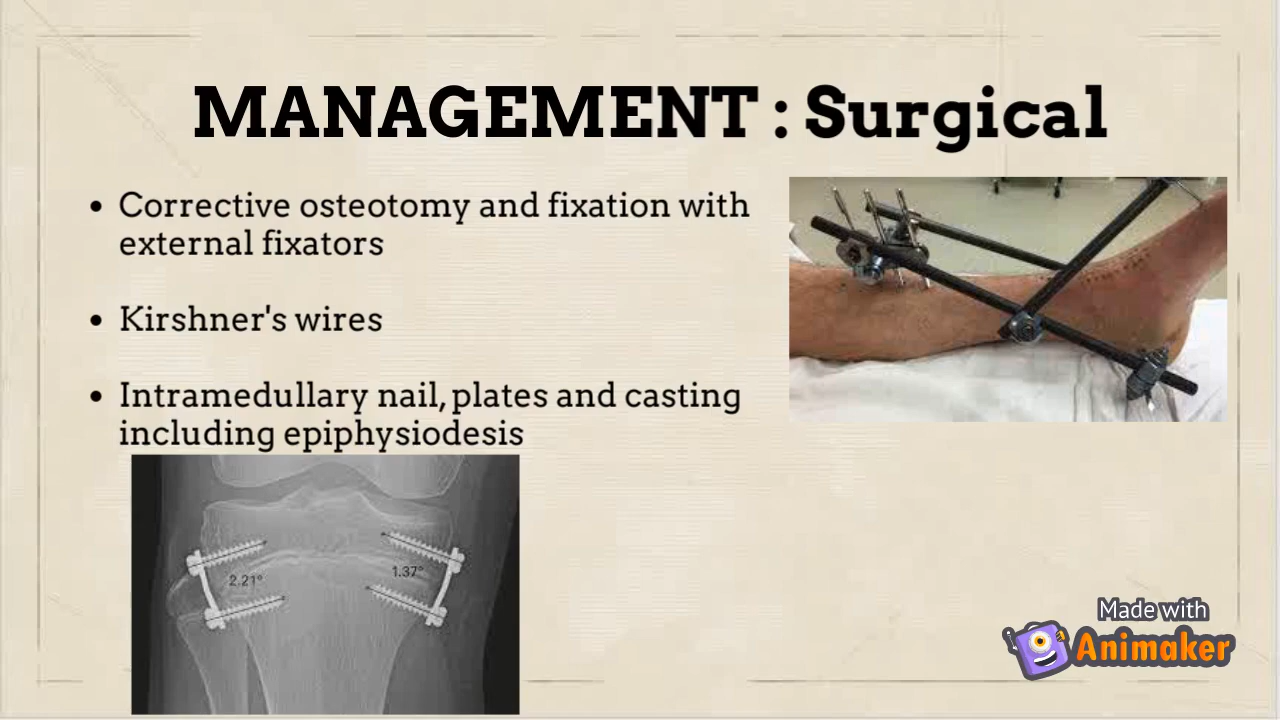 MANAGEMENT : Surgical
• Corrective osteotomy and fixation with
external fixators
• Kirshner's wires
• Intramedullary nail, plates and casting
including epiphysiodesis
2.21°
1.37°
Made with
Animaker